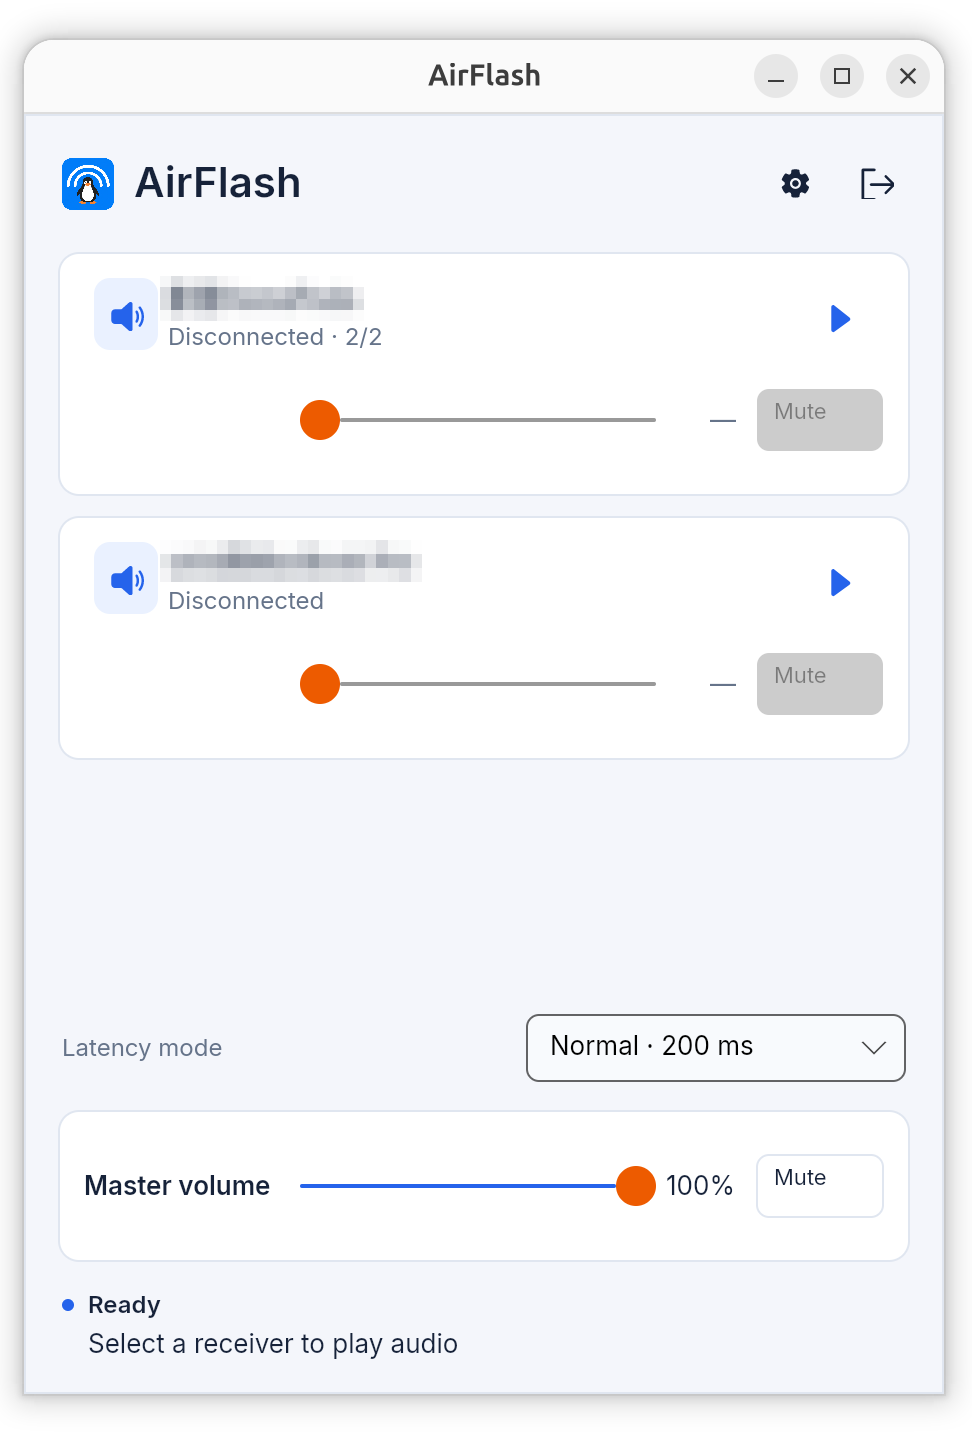 AirFlash
AirFlash
Disconnected · 2/2
— Mute
Disconnected
— Mute
Latency mode Normal · 200 ms
Master volume 100% Mute
Ready
Select a receiver to play audio